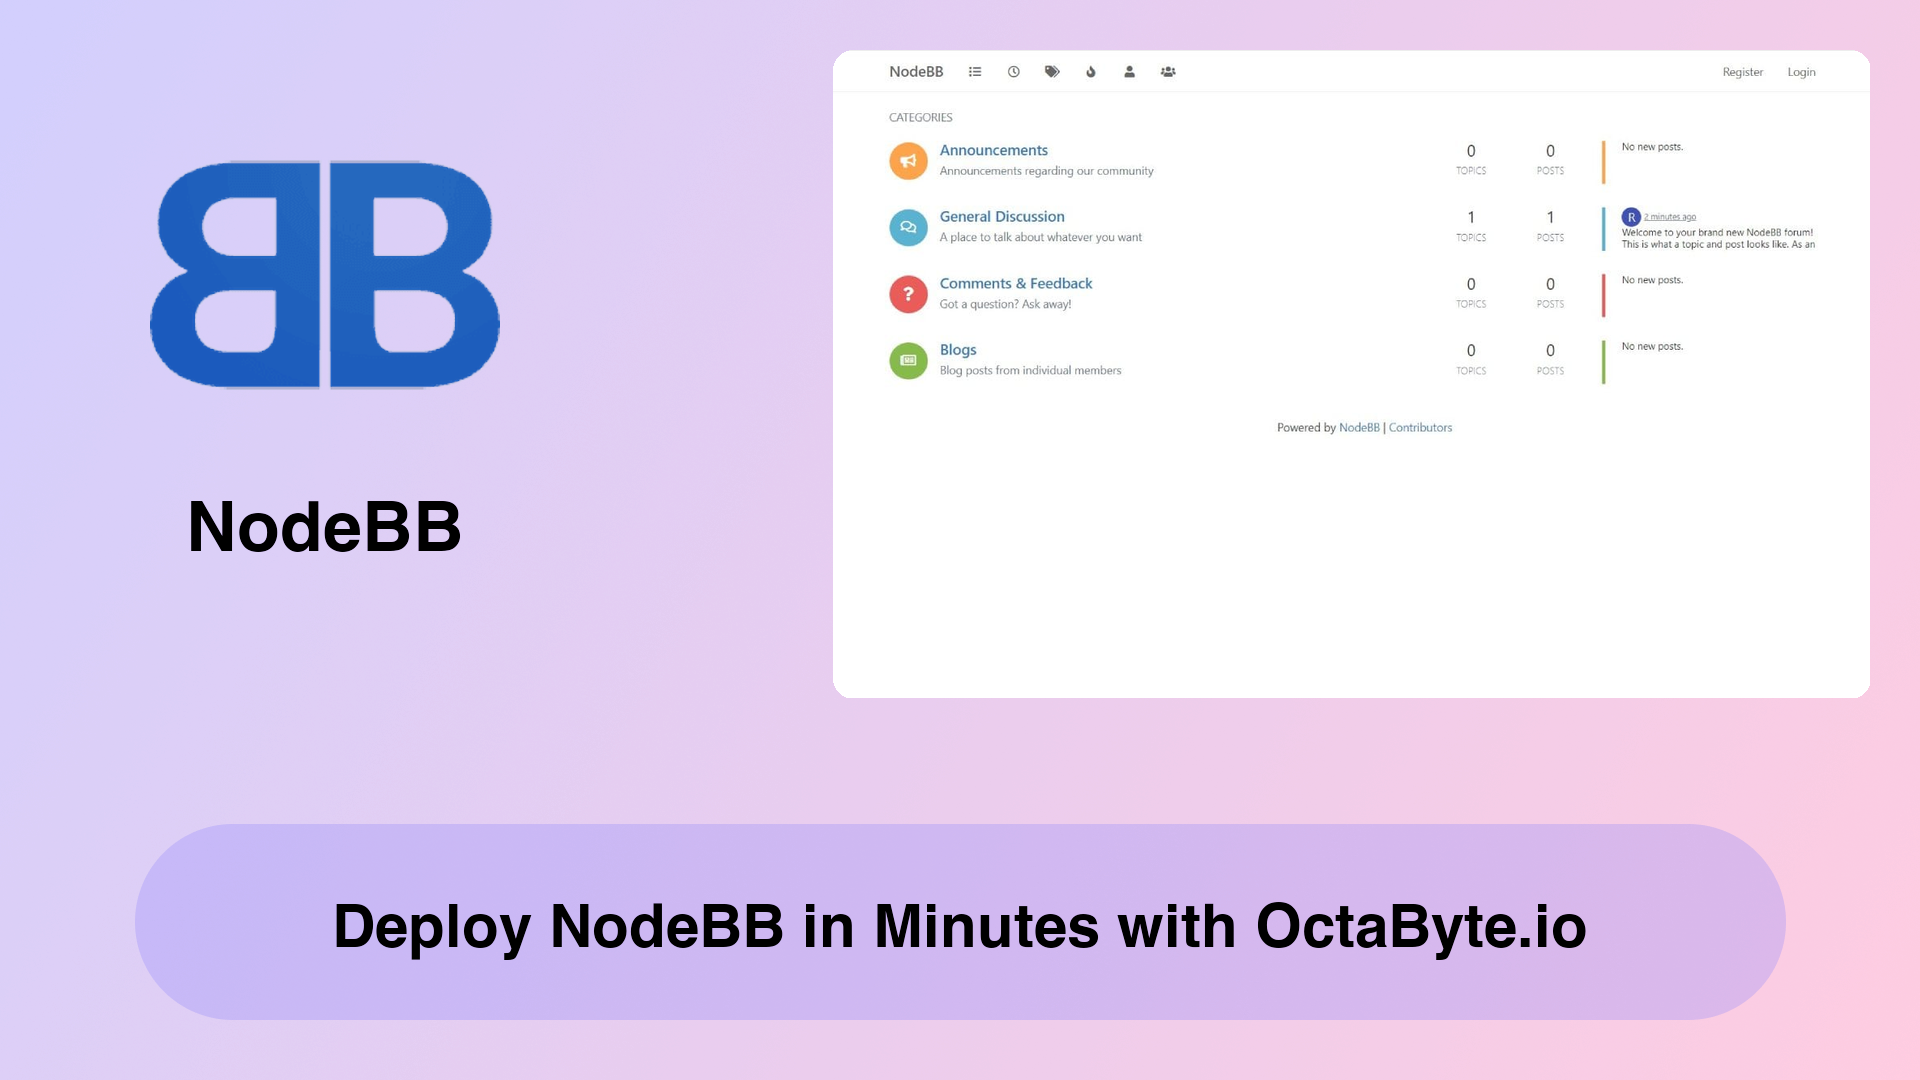 NodeBB
Register Login
CATEGORIES
Announcements
Announcements regarding our community
0 TOPICS
0 POSTS
No new posts.
General Discussion
A place to talk about whatever you want
1 TOPICS
1 POSTS
R 2 minutes ago
Welcome to your brand new NodeBB forum!
This is what a topic and post looks like. As an
Comments & Feedback
Got a question? Ask away!
0 TOPICS
0 POSTS
No new posts.
Blogs
Blog posts from individual members
0 TOPICS
0 POSTS
No new posts.
Powered by NodeBB | Contributors
BB
NodeBB
Deploy NodeBB in Minutes with OctaByte.io